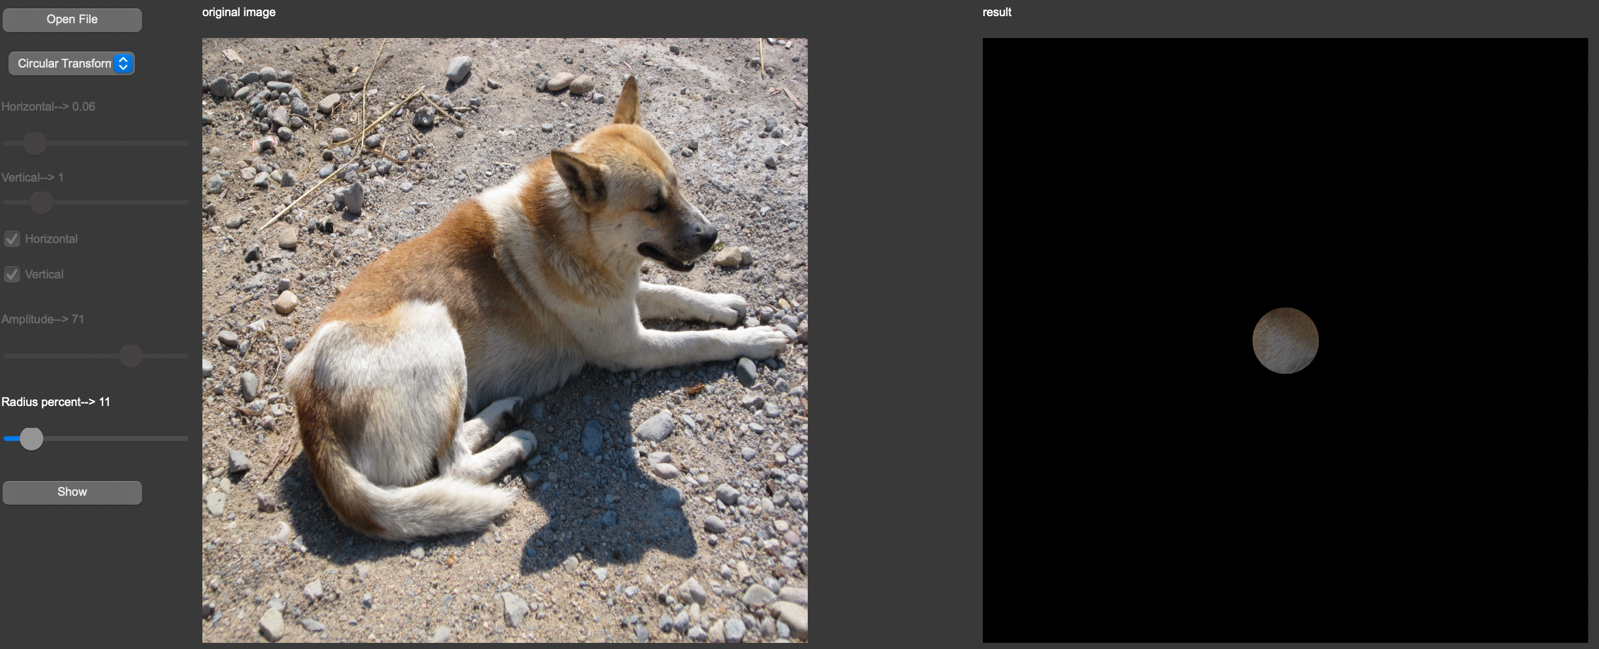 Open File
original image
result
Circular Transform
Horizontal--> 0.06
Vertical--> 1
Horizontal
Vertical
Amplitude--> 71
Radius percent--> 11
Show